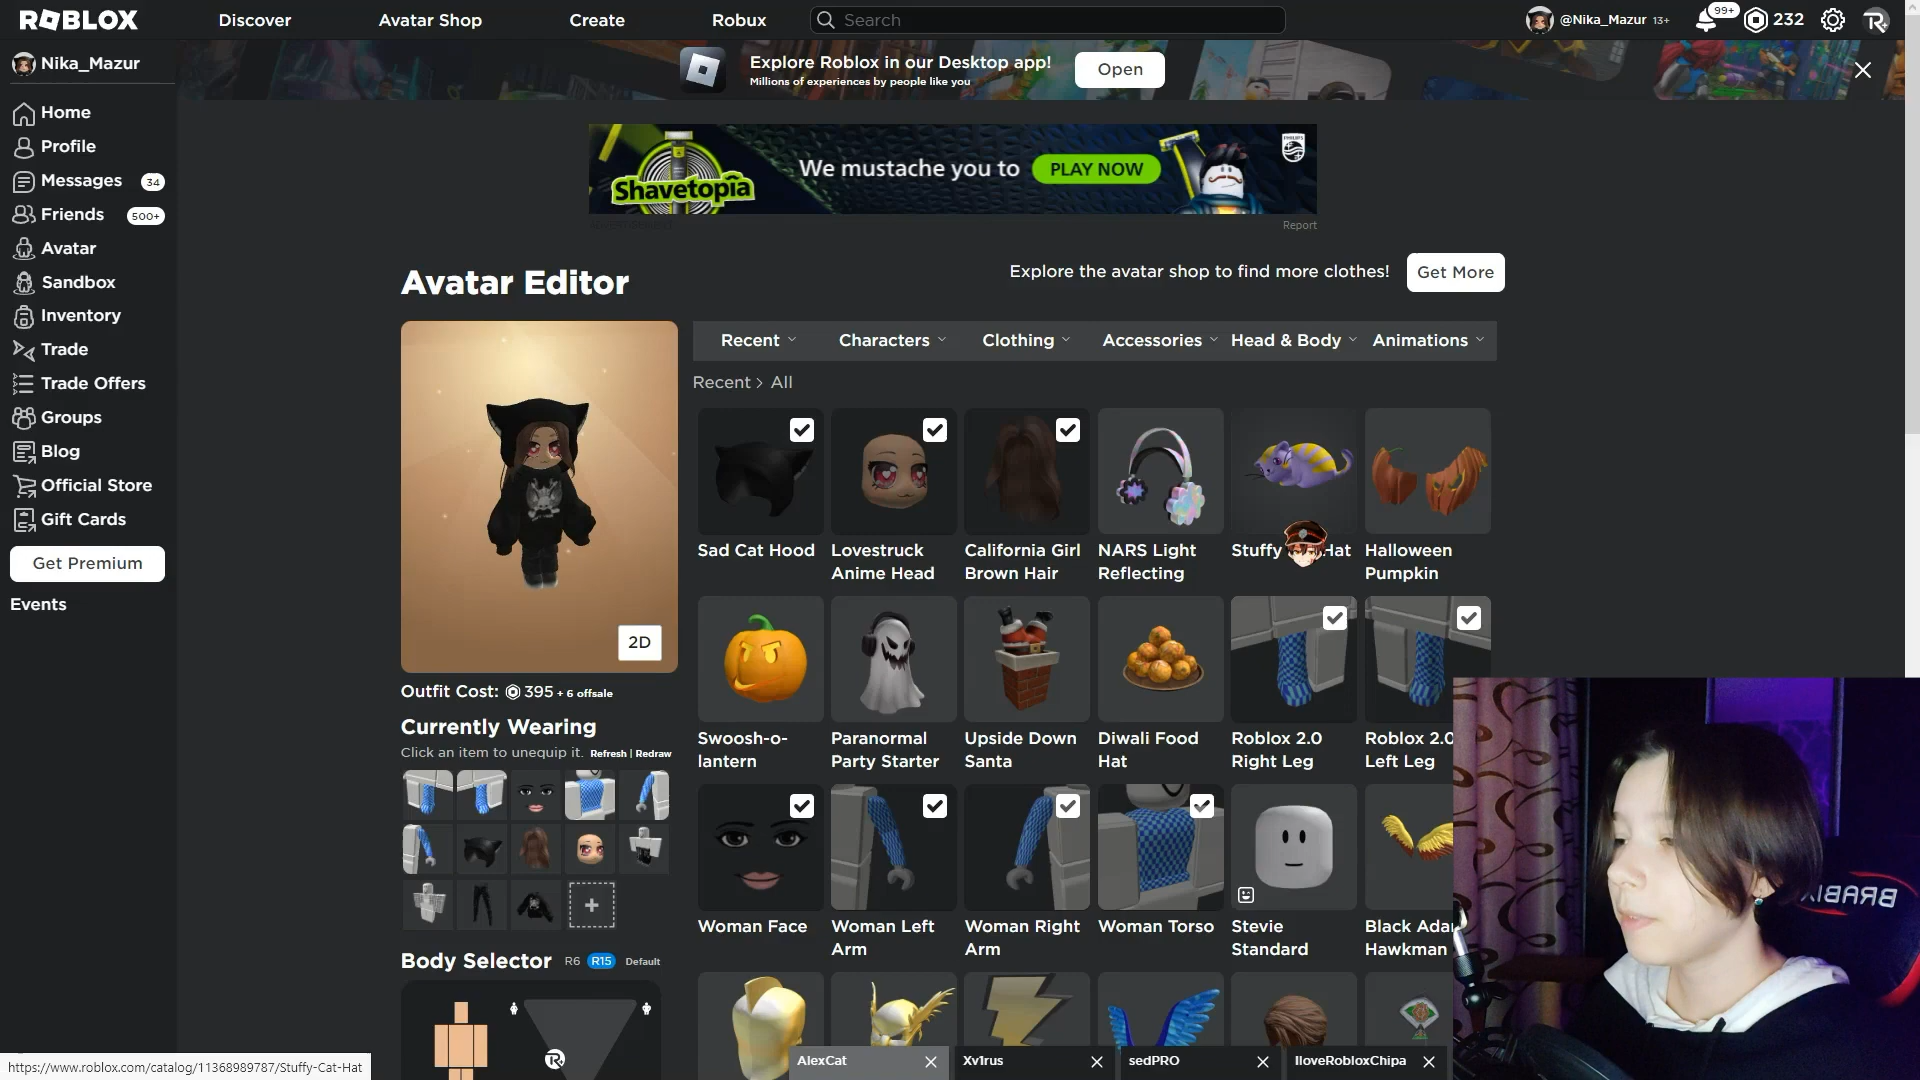 ROBLOX
Discover
Avatar Shop
Create
Robux
Search
@Nika_Mazur 13+
99+
232
Nika_Mazur
Explore Roblox in our Desktop app!
Millions of experiences by people like you
Open
Home
Profile
Messages 34
Friends 500+
Avatar
Sandbox
Inventory
Trade
Trade Offers
Groups
Blog
Official Store
Gift Cards
Get Premium
Events
Shavetopia
We mustache you to
PLAY NOW
PHILIPS
Report
Avatar Editor
Explore the avatar shop to find more clothes!
Get More
Recent
Characters
Clothing
Accessories
Head & Body
Animations
Recent > All
2D
Outfit Cost: 395 + 6 offsale
Currently Wearing
Click an item to unequip it. Refresh | Redraw
Body Selector R6 R15 Default
Sad Cat Hood
Lovestruck
Anime Head
California Girl
Brown Hair
NARS Light
Reflecting
Stuffy Hat
Halloween
Pumpkin
Swoosh-o-
lantern
Paranormal
Party Starter
Upside Down
Santa
Diwali Food
Hat
Roblox 2.0
Right Leg
Roblox 2.0
Left Leg
Woman Face
Woman Left
Arm
Woman Right
Arm
Woman Torso
Stevie
Standard
Black Adam
Hawkman
AlexCat
Xv1rus
sedPRO
IloveRobloxChipa
https://www.roblox.com/catalog/11368989787/Stuffy-Cat-Hat